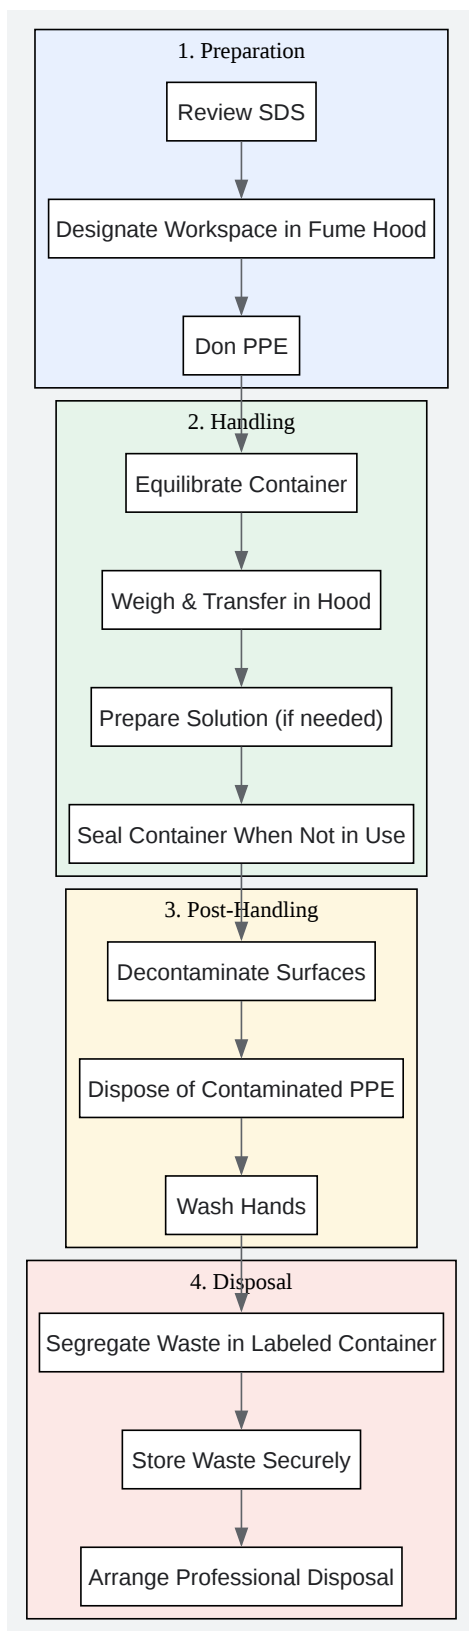 1. Preparation
Review SDS
Designate Workspace in Fume Hood
Don PPE
2. Handling
Equilibrate Container
Weigh & Transfer in Hood
Prepare Solution (if needed)
Seal Container When Not in Use
3. Post-Handling
Decontaminate Surfaces
Dispose of Contaminated PPE
Wash Hands
4. Disposal
Segregate Waste in Labeled Container
Store Waste Securely
Arrange Professional Disposal